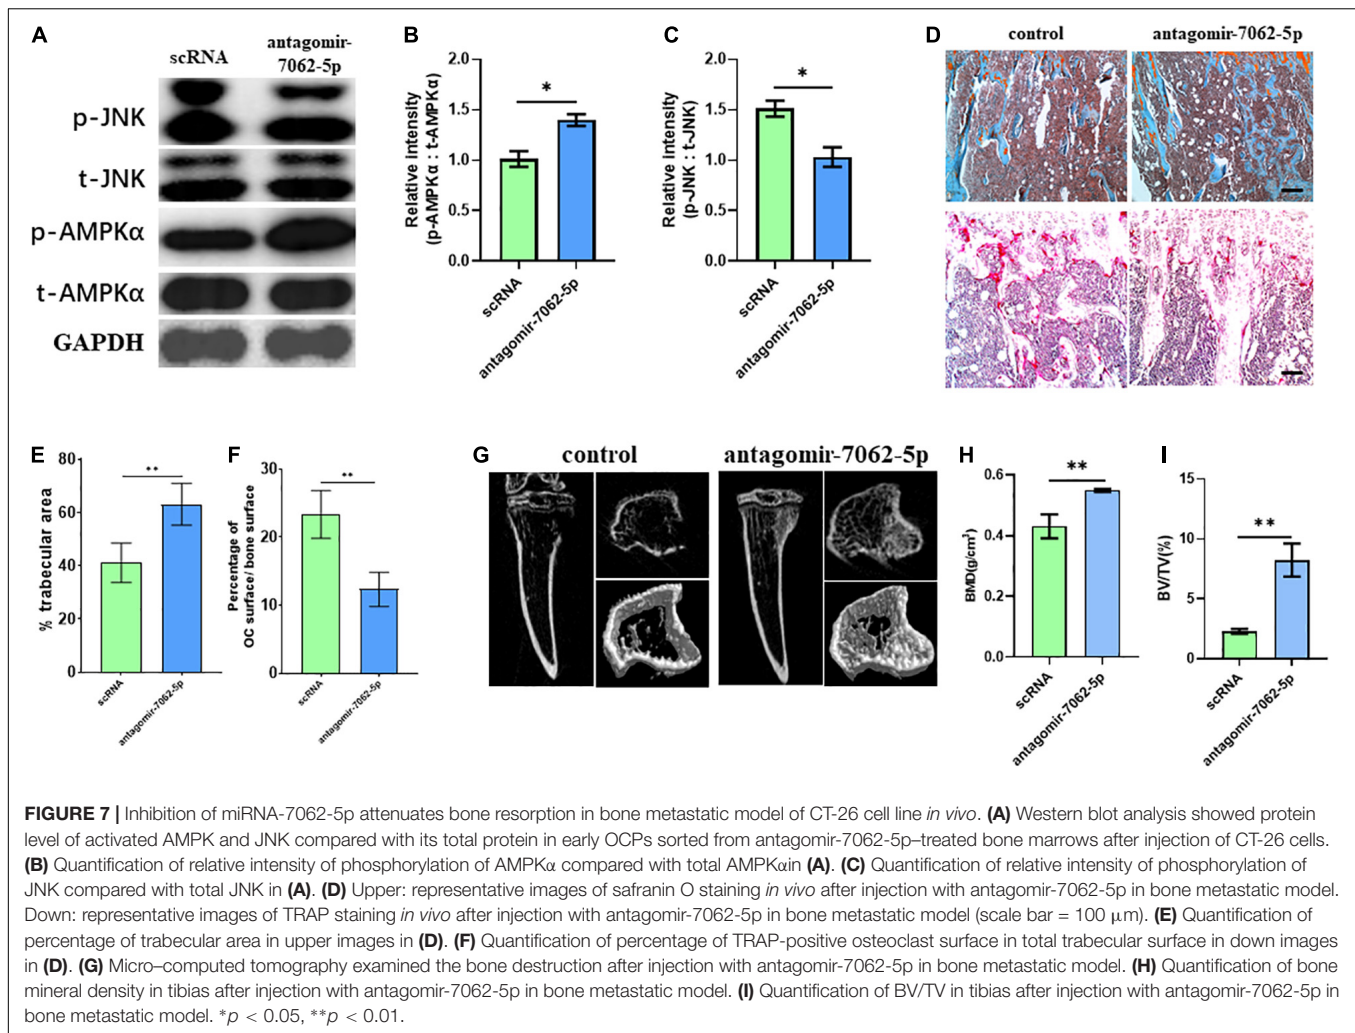 A
scRNA
antagomir-
7062-5p
p-JNK
t-JNK
p-AMPKα
t-AMPKα
GAPDH
B
Relative intensity
(p-AMPKα : t-AMPKα)
2.0
1.5
1.0
0.5
0.0
*
scRNA
antagomir-7062-5p
C
Relative intensity
(p-JNK : t-JNK)
2.0
1.5
1.0
0.5
0.0
*
scRNA
antagomir-7062-5p
D
control
antagomir-7062-5p
E
% trabecular area
80
60
40
20
0
**
scRNA
antagomir-7062-5p
F
Percentage of
OC surface/ bone surface
30
20
10
0
**
scRNA
antagomir-7062-5p
G
control
antagomir-7062-5p
H
BMD(g/cm³)
0.6
0.4
0.2
0.0
**
scRNA
antagomir-7062-5p
I
BV/TV(%)
15
10
5
0
**
scRNA
antagomir-7062-5p
FIGURE 7 | Inhibition of miRNA-7062-5p attenuates bone resorption in bone metastatic model of CT-26 cell line in vivo. (A) Western blot analysis showed protein
level of activated AMPK and JNK compared with its total protein in early OCPs sorted from antagomir-7062-5p–treated bone marrows after injection of CT-26 cells.
(B) Quantification of relative intensity of phosphorylation of AMPKα compared with total AMPKαin (A). (C) Quantification of relative intensity of phosphorylation of
JNK compared with total JNK in (A). (D) Upper: representative images of safranin O staining in vivo after injection with antagomir-7062-5p in bone metastatic model.
Down: representative images of TRAP staining in vivo after injection with antagomir-7062-5p in bone metastatic model (scale bar = 100 μm). (E) Quantification of
percentage of trabecular area in upper images in (D). (F) Quantification of percentage of TRAP-positive osteoclast surface in total trabecular surface in down images
in (D). (G) Micro–computed tomography examined the bone destruction after injection with antagomir-7062-5p in bone metastatic model. (H) Quantification of bone
mineral density in tibias after injection with antagomir-7062-5p in bone metastatic model. (I) Quantification of BV/TV in tibias after injection with antagomir-7062-5p in
bone metastatic model. *p < 0.05, **p < 0.01.